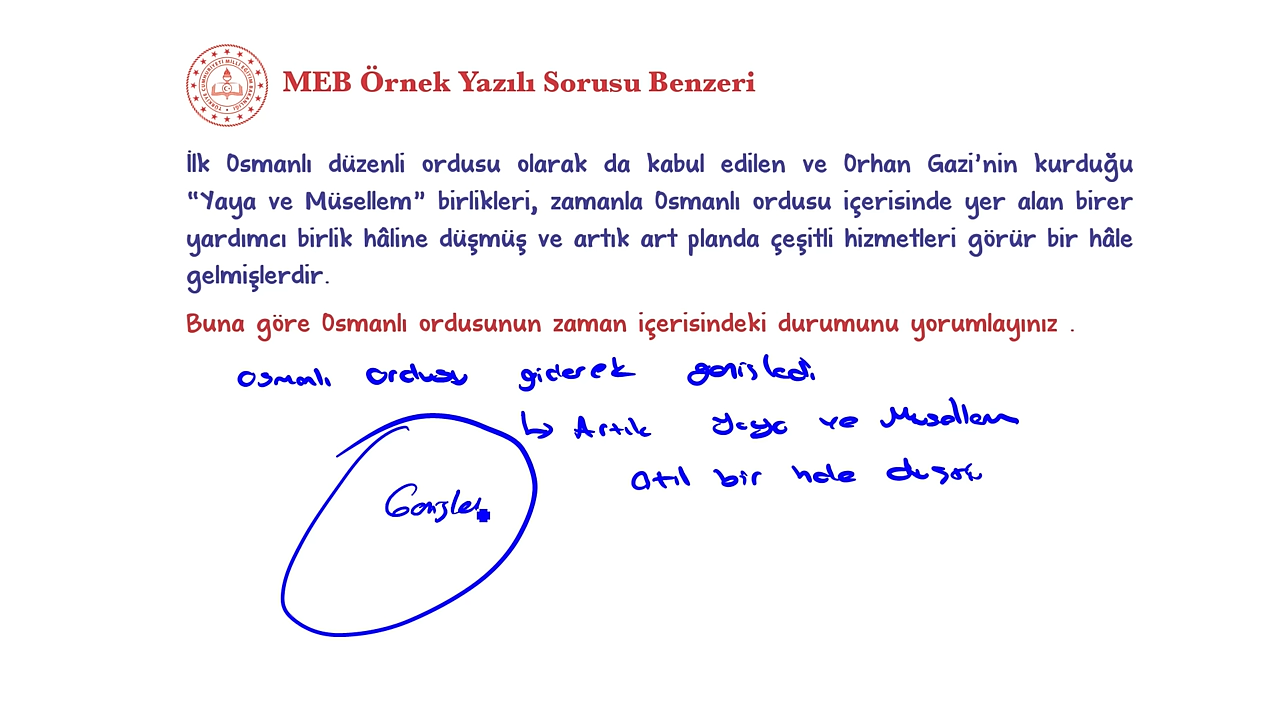 MEB Örnek Yazılı Sorusu Benzeri
İlk Osmanlı düzenli ordusu olarak da kabul edilen ve Orhan Gazi'nin kurduğu
"Yaya ve Müsellem" birlikleri, zamanla Osmanlı ordusu içerisinde yer alan birer
yardımcı birlik hâline düşmüş ve artık art planda çeşitli hizmetleri görür bir hâle
gelmişlerdir.
Buna göre Osmanlı ordusunun zaman içerisindeki durumunu yorumlayınız .
Osmanlı ordusu giderek genişledi
↳ Artık Yaya ve Müsellem
atıl bir hale
Genişle